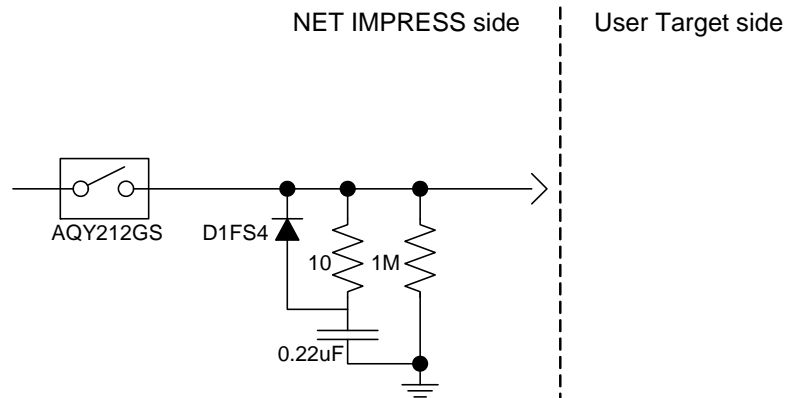 NET IMPRESS side
User Target side
AQY212GS
D1FS4
10
1M
0.22uF